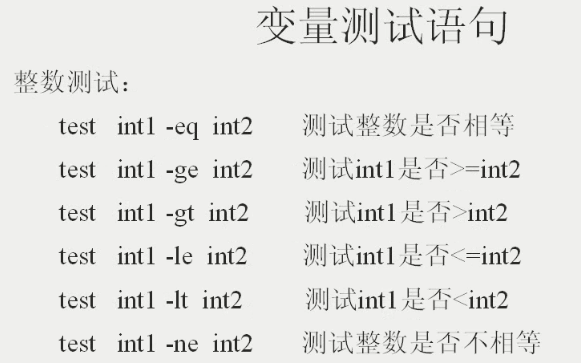 变量测试语句
整数测试：
test int1 -eq int2 测试整数是否相等
test int1 -ge int2 测试int1是否>=int2
test int1 -gt int2 测试int1是否>int2
test int1 -le int2 测试int1是否<=int2
test int1 -lt int2 测试int1是否<int2
test int1 -ne int2 测试整数是否不相等